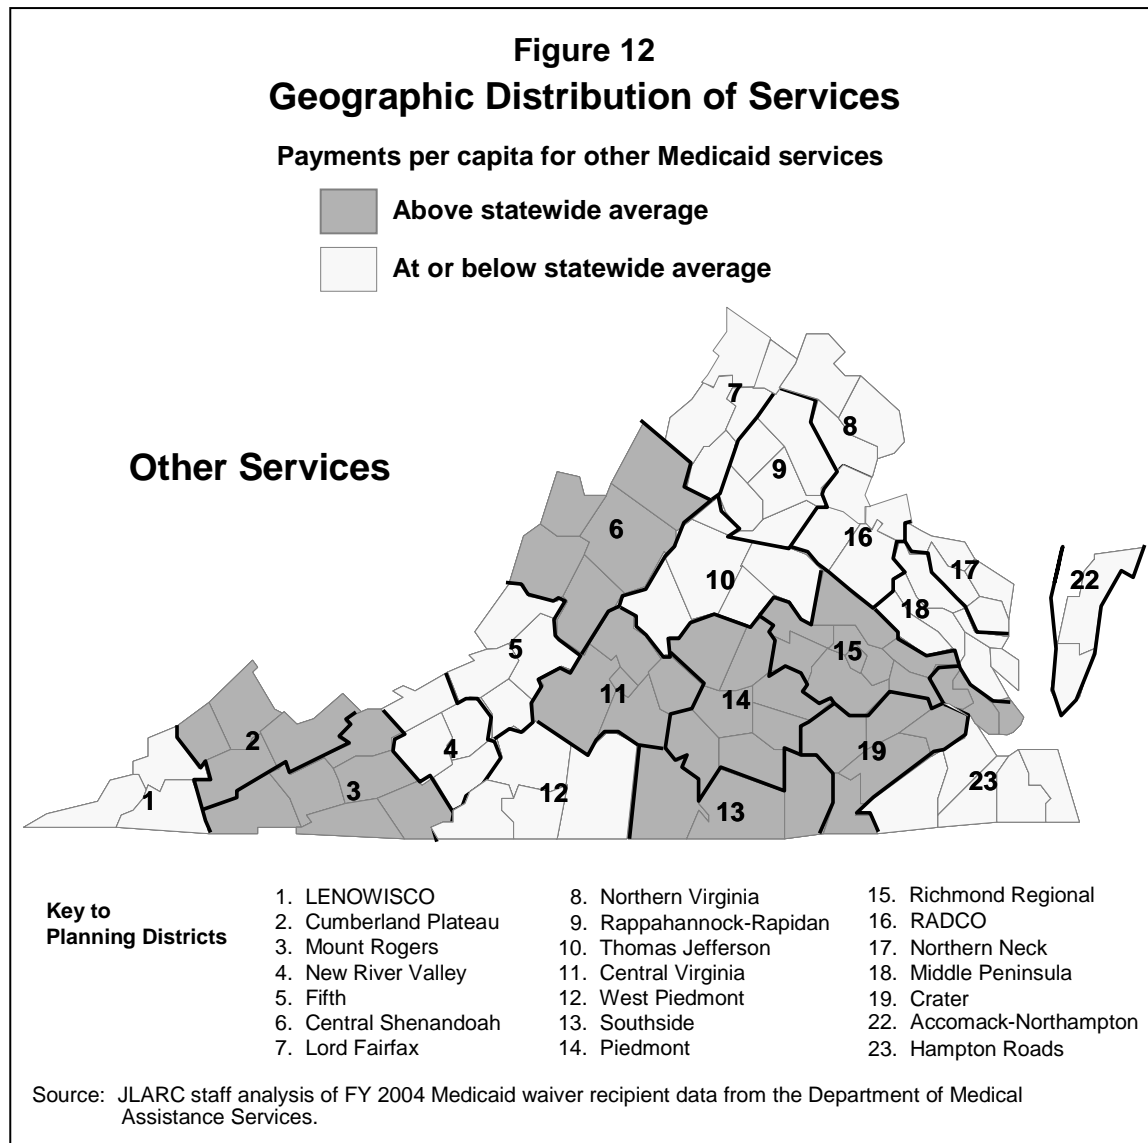 Figure 12
Geographic Distribution of Services
Payments per capita for other Medicaid services
Above statewide average
At or below statewide average
Other Services
7
8
9
6
16
10
17
22
18
5
15
11
14
2
4
19
3
12
23
1
13
Key to
Planning Districts
1. LENOWISCO
2. Cumberland Plateau
3. Mount Rogers
4. New River Valley
5. Fifth
6. Central Shenandoah
7. Lord Fairfax
8. Northern Virginia
9. Rappahannock-Rapidan
10. Thomas Jefferson
11. Central Virginia
12. West Piedmont
13. Southside
14. Piedmont
15. Richmond Regional
16. RADCO
17. Northern Neck
18. Middle Peninsula
19. Crater
22. Accomack-Northampton
23. Hampton Roads
Source: JLARC staff analysis of FY 2004 Medicaid waiver recipient data from the Department of Medical
Assistance Services.